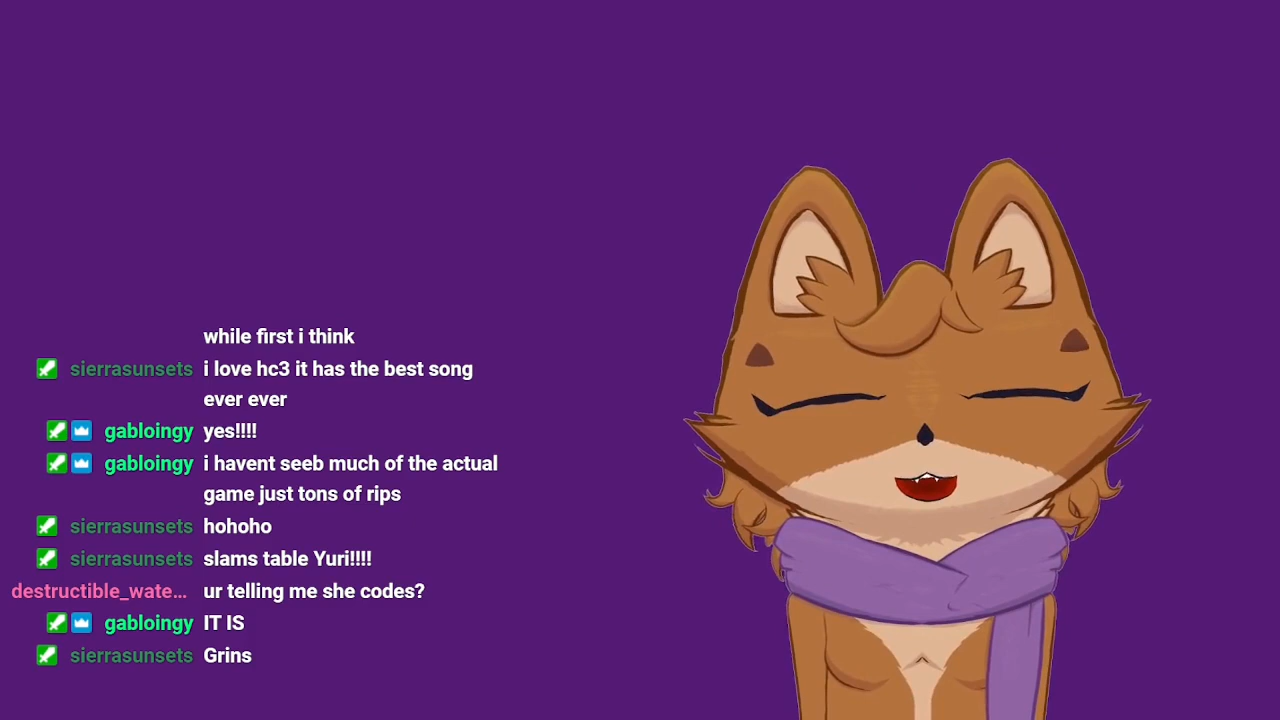 while first i think
sierrasunsets i love hc3 it has the best song
ever ever
gabloingy yes!!!!
gabloingy i havent seeb much of the actual
game just tons of rips
sierrasunsets hohoho
sierrasunsets slams table Yuri!!!!
destructible_wate... ur telling me she codes?
gabloingy IT IS
sierrasunsets Grins